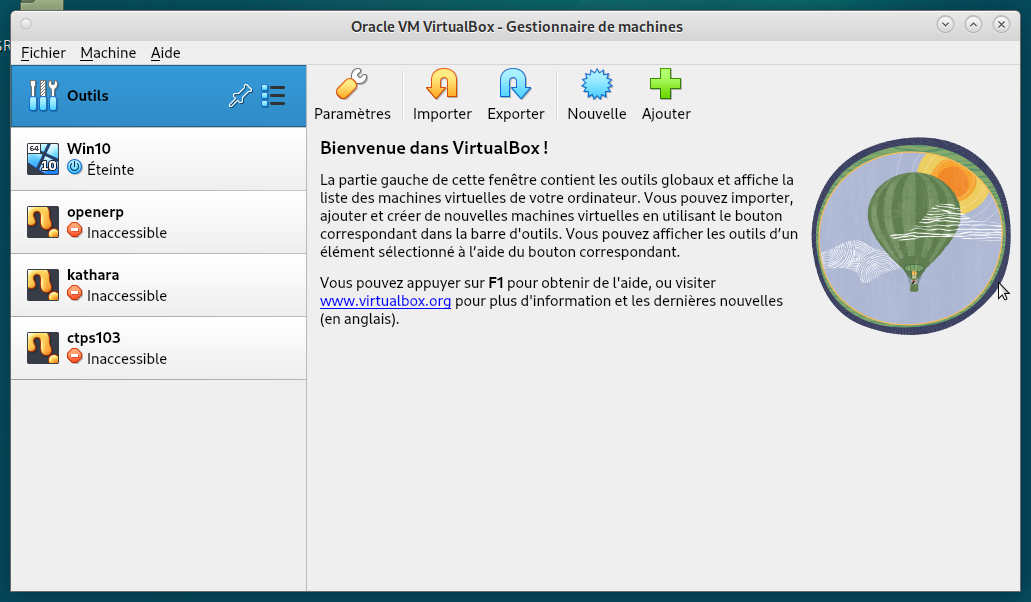 Oracle VM VirtualBox - Gestionnaire de machines
Fichier Machine Aide
Outils
Win10
Éteinte
openerp
Inaccessible
kathara
Inaccessible
ctps103
Inaccessible
Paramètres Importer Exporter Nouvelle Ajouter
Bienvenue dans VirtualBox !
La partie gauche de cette fenêtre contient les outils globaux et affiche la
liste des machines virtuelles de votre ordinateur. Vous pouvez importer,
ajouter et créer de nouvelles machines virtuelles en utilisant le bouton
correspondant dans la barre d'outils. Vous pouvez afficher les outils d’un
élément sélectionné à l’aide du bouton correspondant.
Vous pouvez appuyer sur F1 pour obtenir de l'aide, ou visiter
www.virtualbox.org pour plus d'information et les dernières nouvelles
(en anglais).
64
10